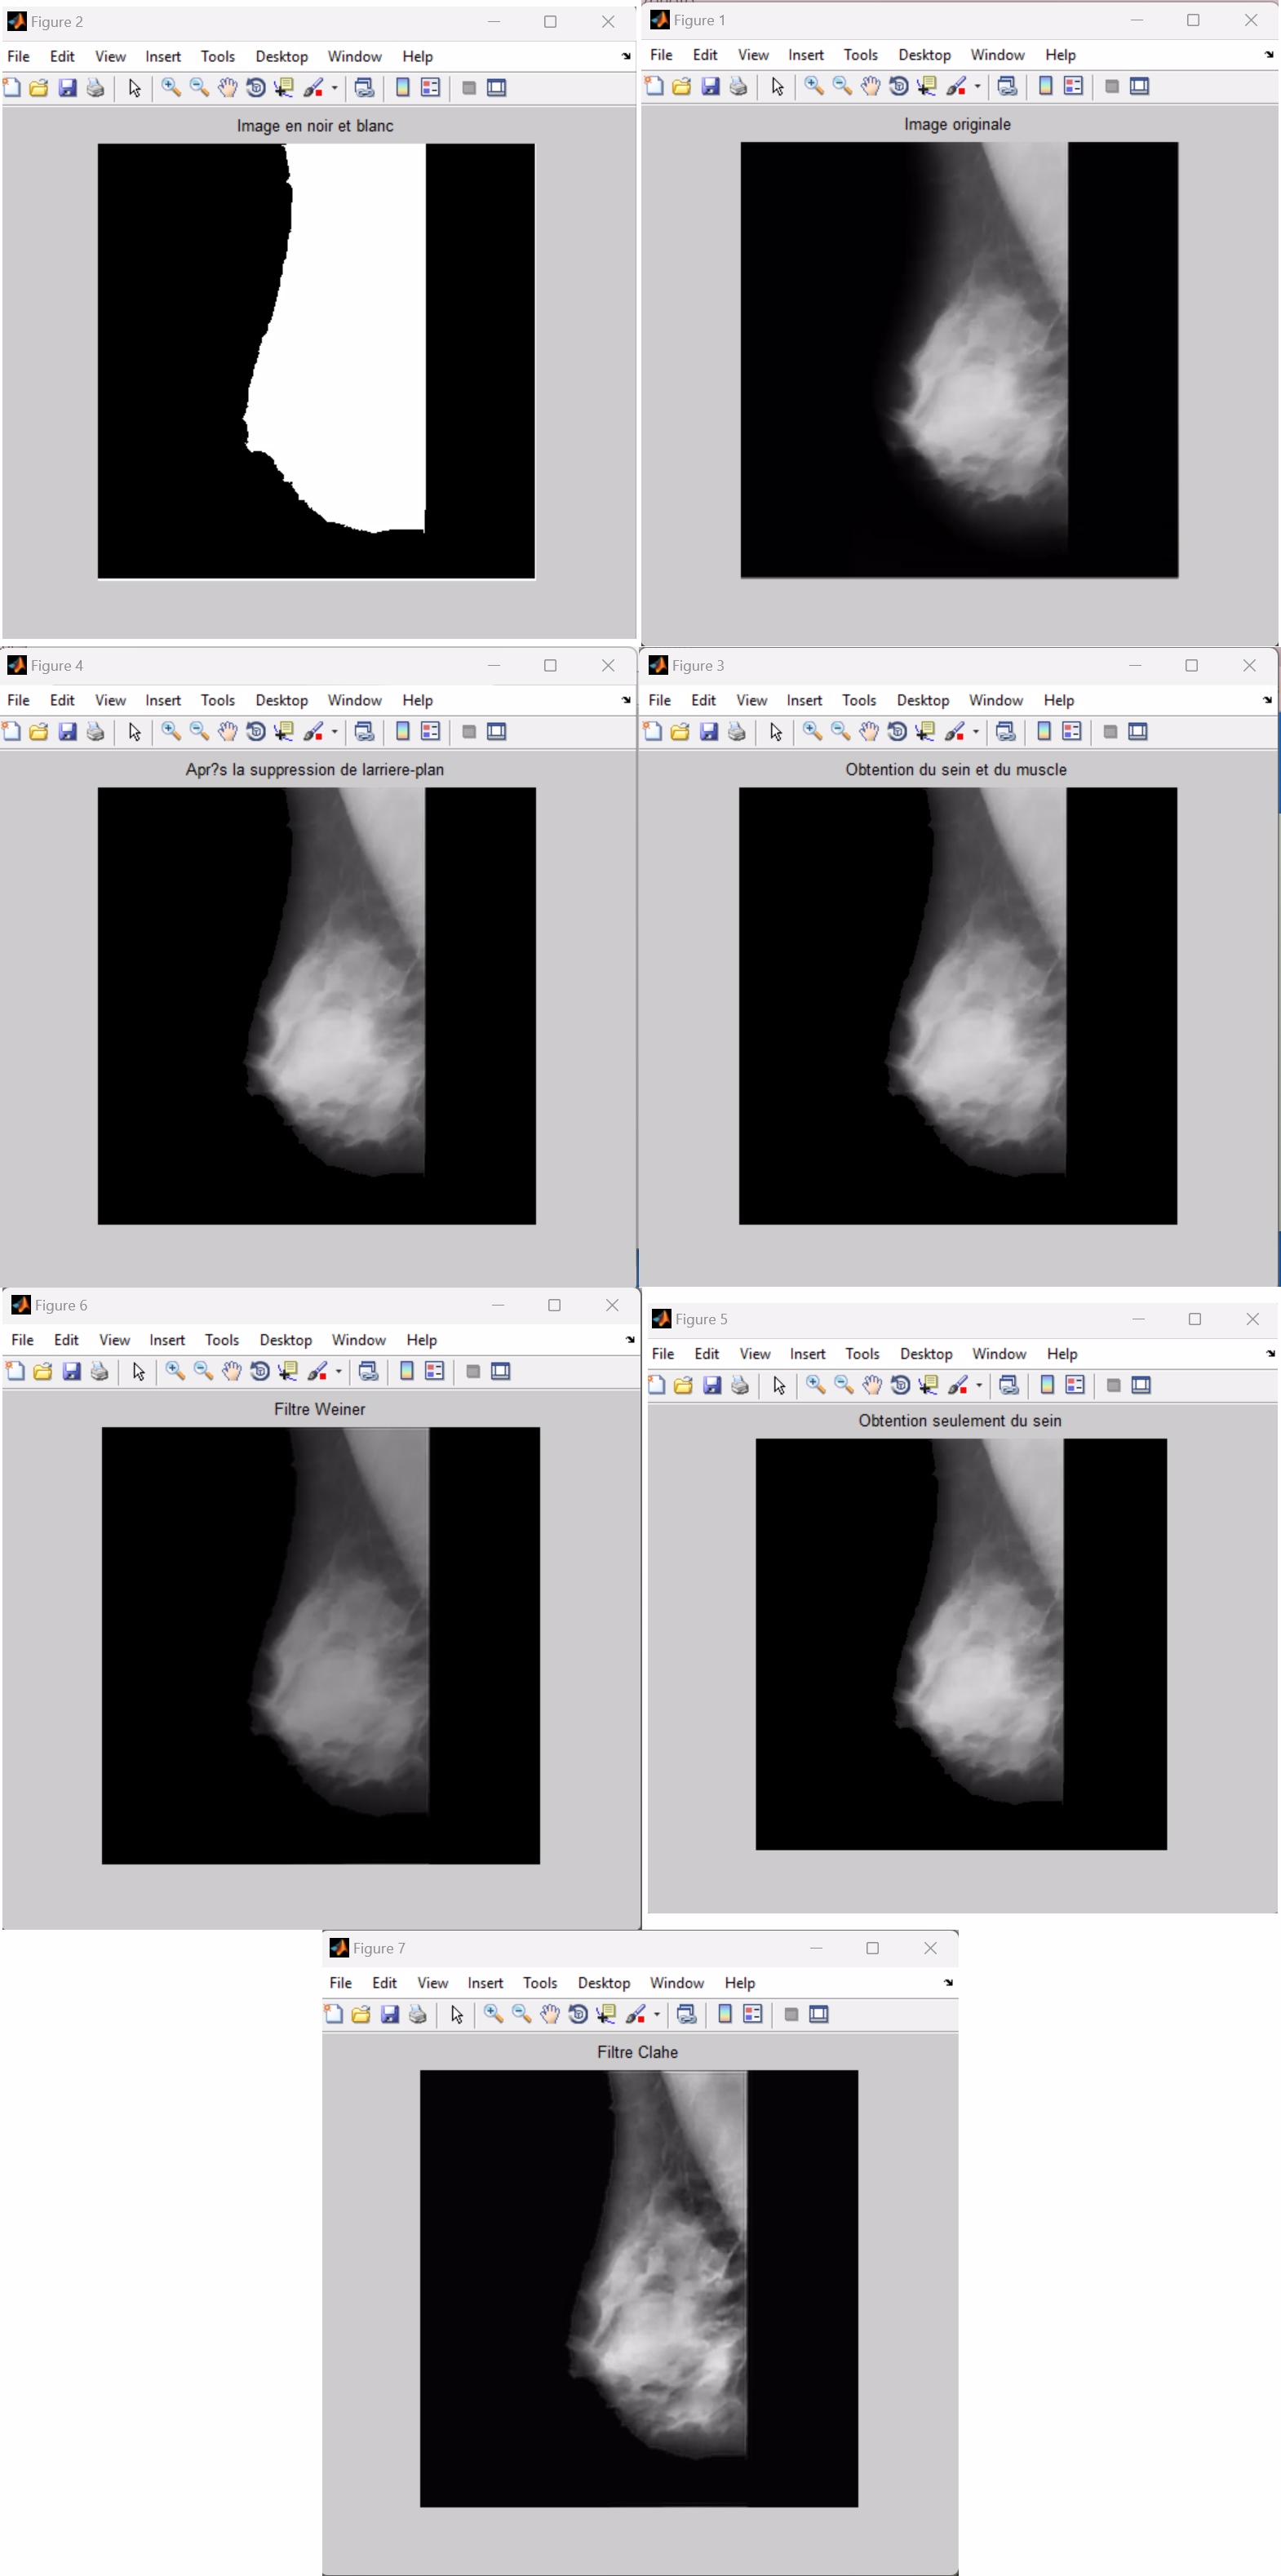 Figure 2
File Edit View Insert Tools Desktop Window Help
Image en noir et blanc
Figure 1
File Edit View Insert Tools Desktop Window Help
Image originale
Figure 4
File Edit View Insert Tools Desktop Window Help
Apr?s la suppression de larriere-plan
Figure 3
File Edit View Insert Tools Desktop Window Help
Obtention du sein et du muscle
Figure 6
File Edit View Insert Tools Desktop Window Help
Filtre Weiner
Figure 5
File Edit View Insert Tools Desktop Window Help
Obtention seulement du sein
Figure 7
File Edit View Insert Tools Desktop Window Help
Filtre Clahe